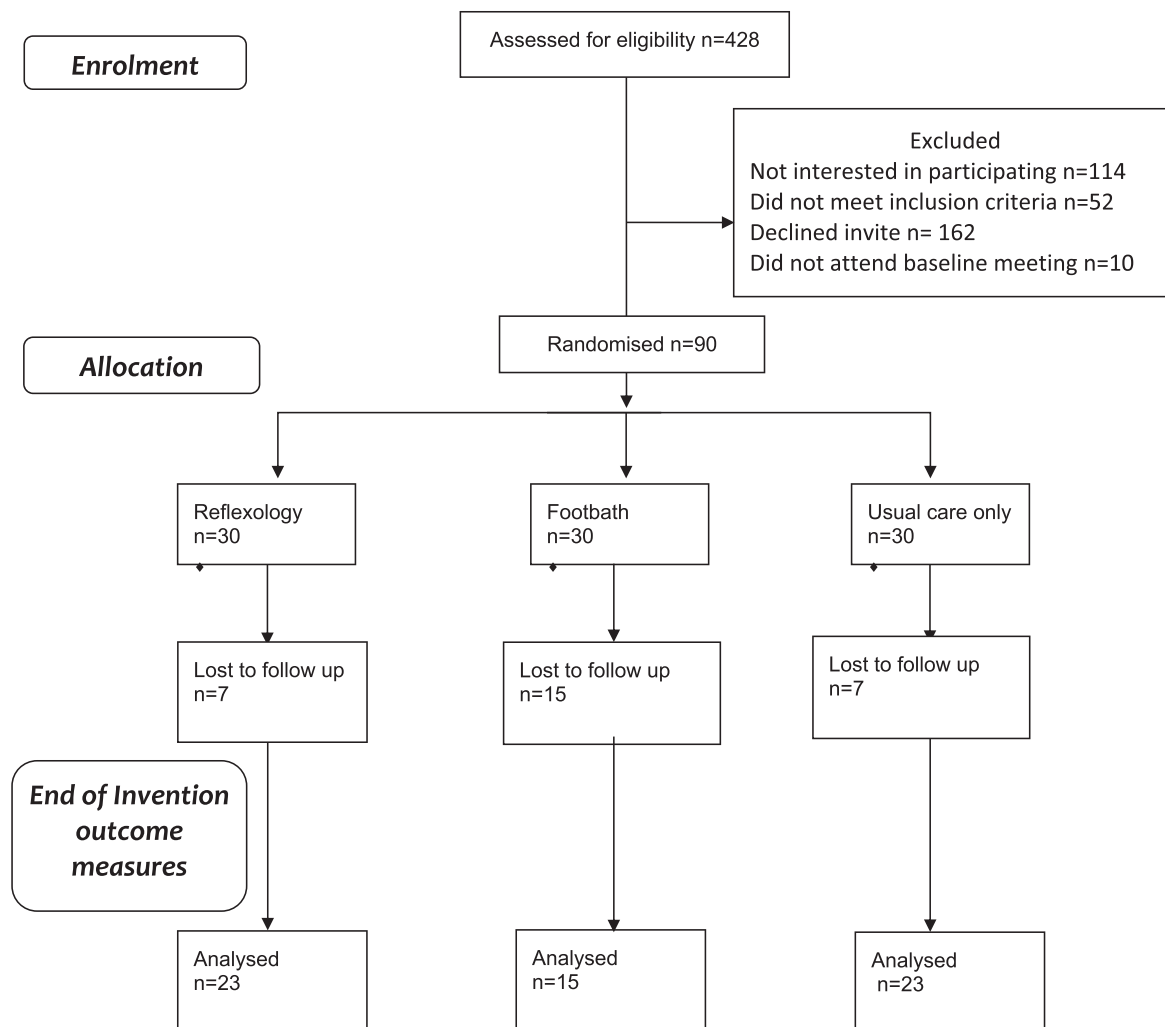 Enrolment
Assessed for eligibility n=428
Excluded
Not interested in participating n=114
Did not meet inclusion criteria n=52
Declined invite n= 162
Did not attend baseline meeting n=10
Randomised n=90
Allocation
Reflexology
n=30
Footbath
n=30
Usual care only
n=30
Lost to follow up
n=7
Lost to follow up
n=15
Lost to follow up
n=7
End of Invention
outcome
measures
Analysed
n=23
Analysed
n=15
Analysed
n=23